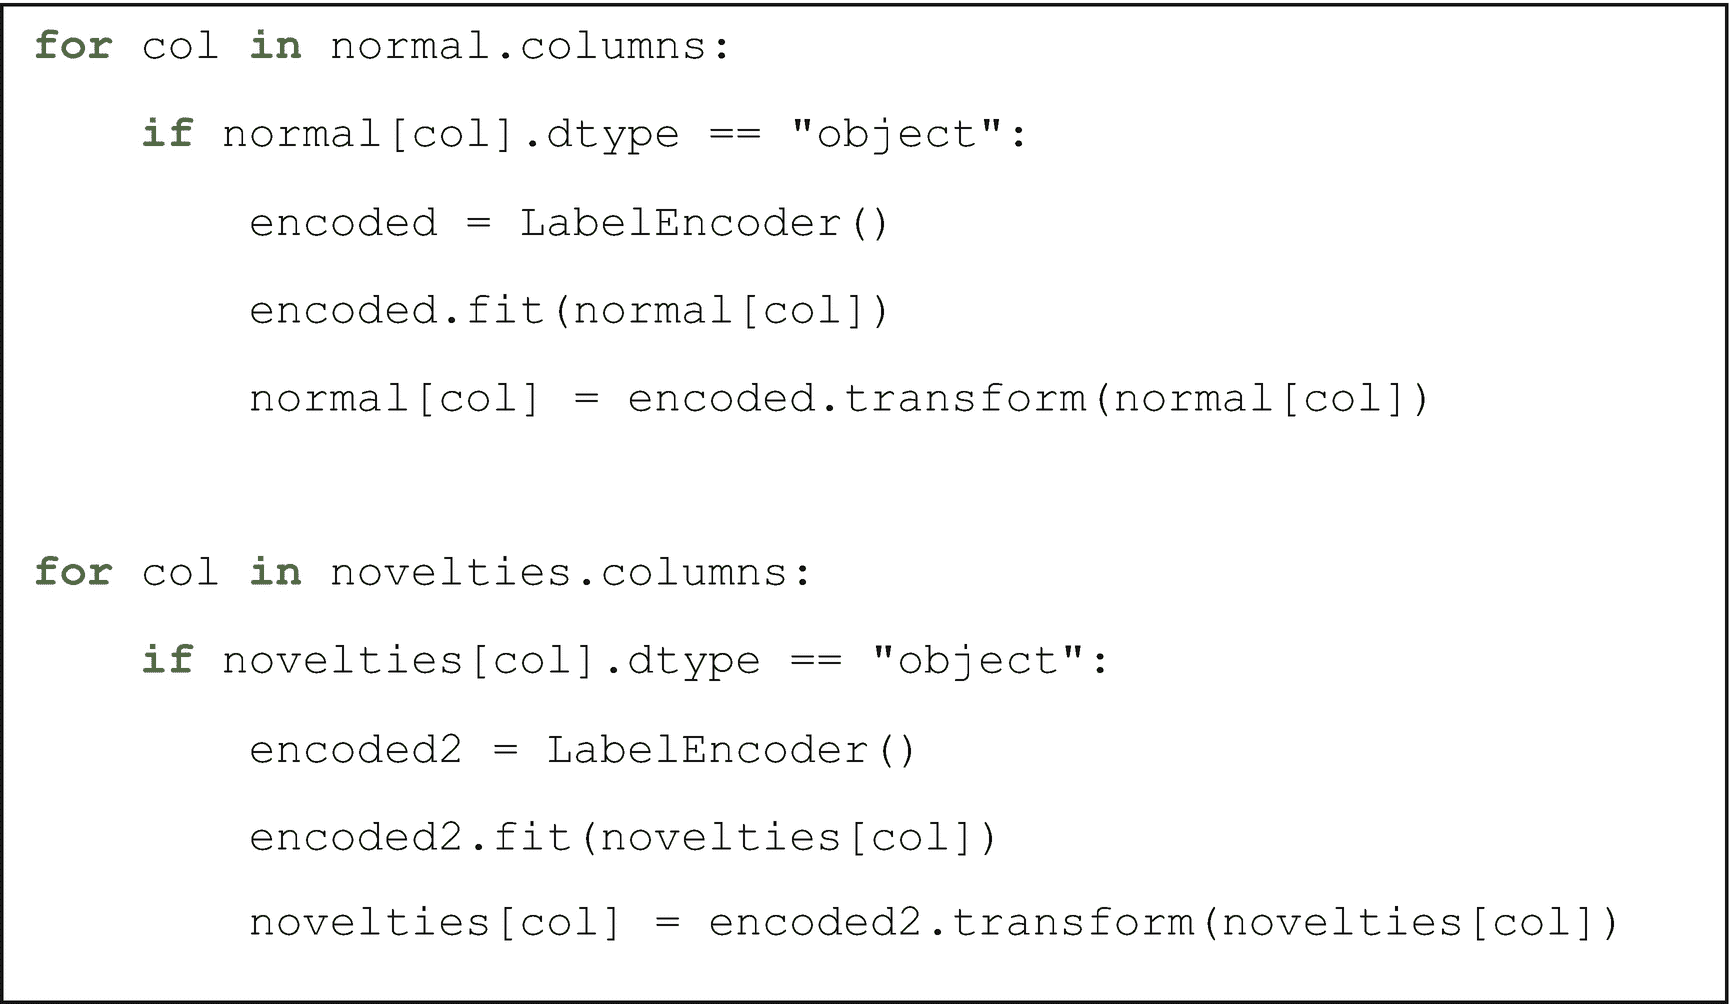 for col in normal.columns:
    if normal[col].dtype == "object":
        encoded = LabelEncoder()
        encoded.fit(normal[col])
        normal[col] = encoded.transform(normal[col])
for col in novelties.columns:
    if novelties[col].dtype == "object":
        encoded2 = LabelEncoder()
        encoded2.fit(novelties[col])
        novelties[col] = encoded2.transform(novelties[col])